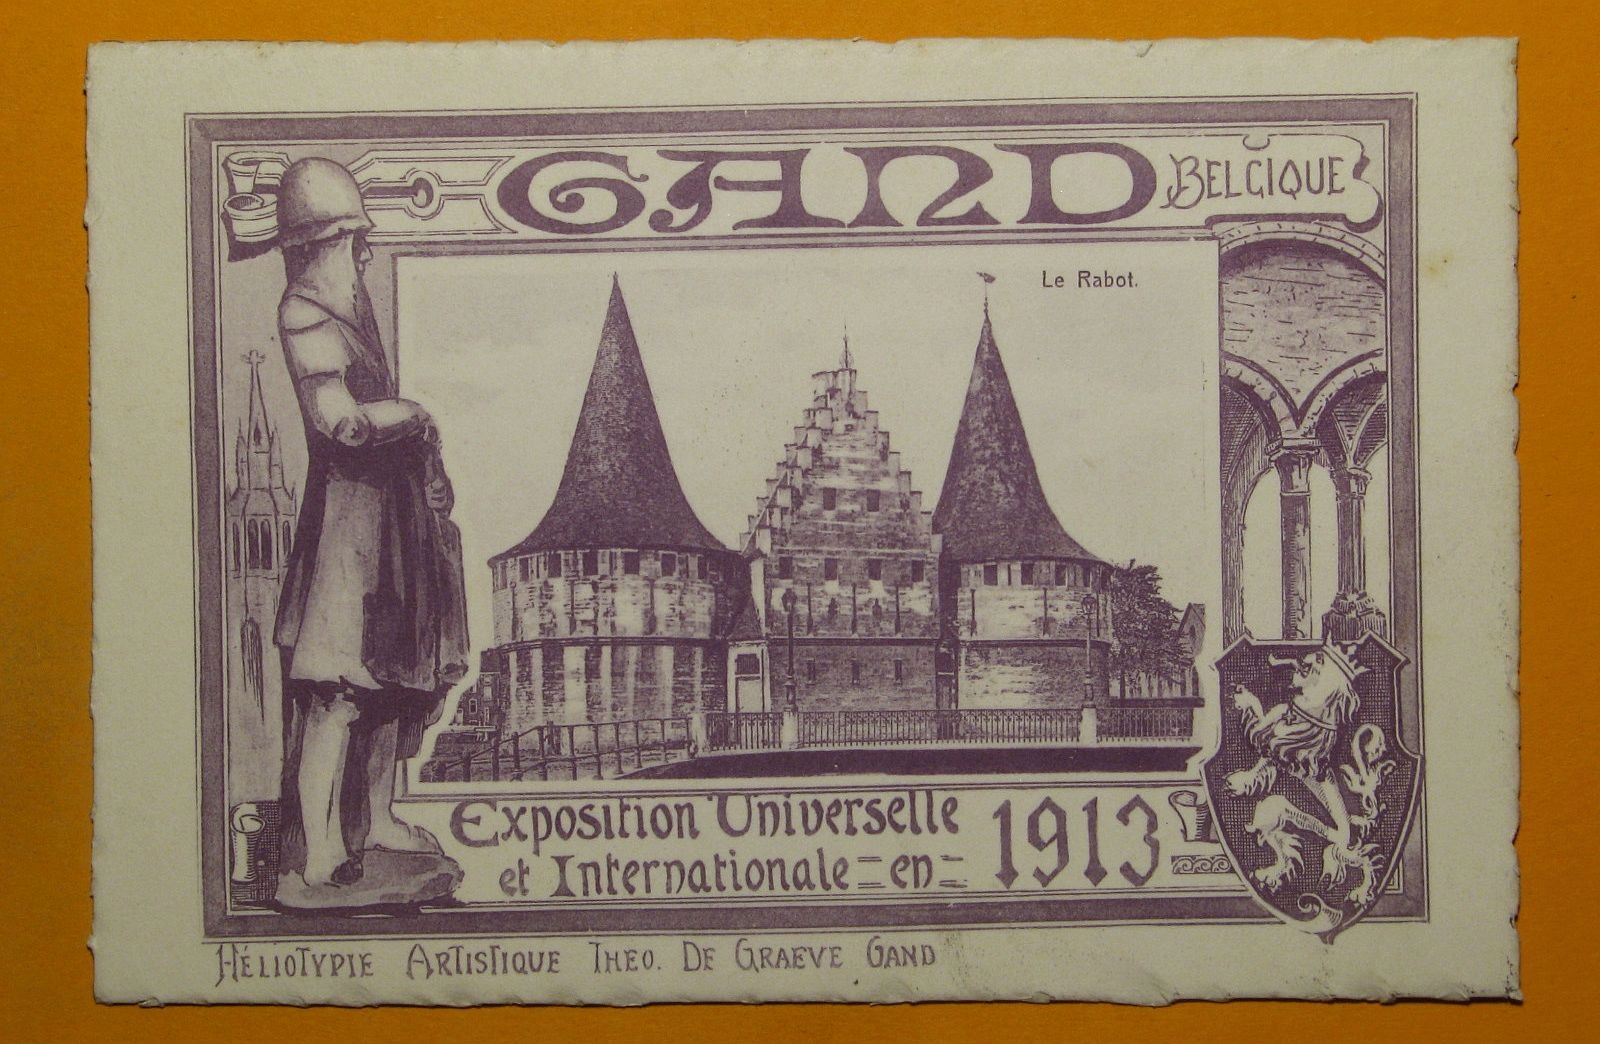 GAND BELGIQUE
Le Rabot.
Exposition Universelle
et Internationale = en = 1913
HÉLIOTYPIE ARTISTIQUE THEO. DE GRAEVE GAND